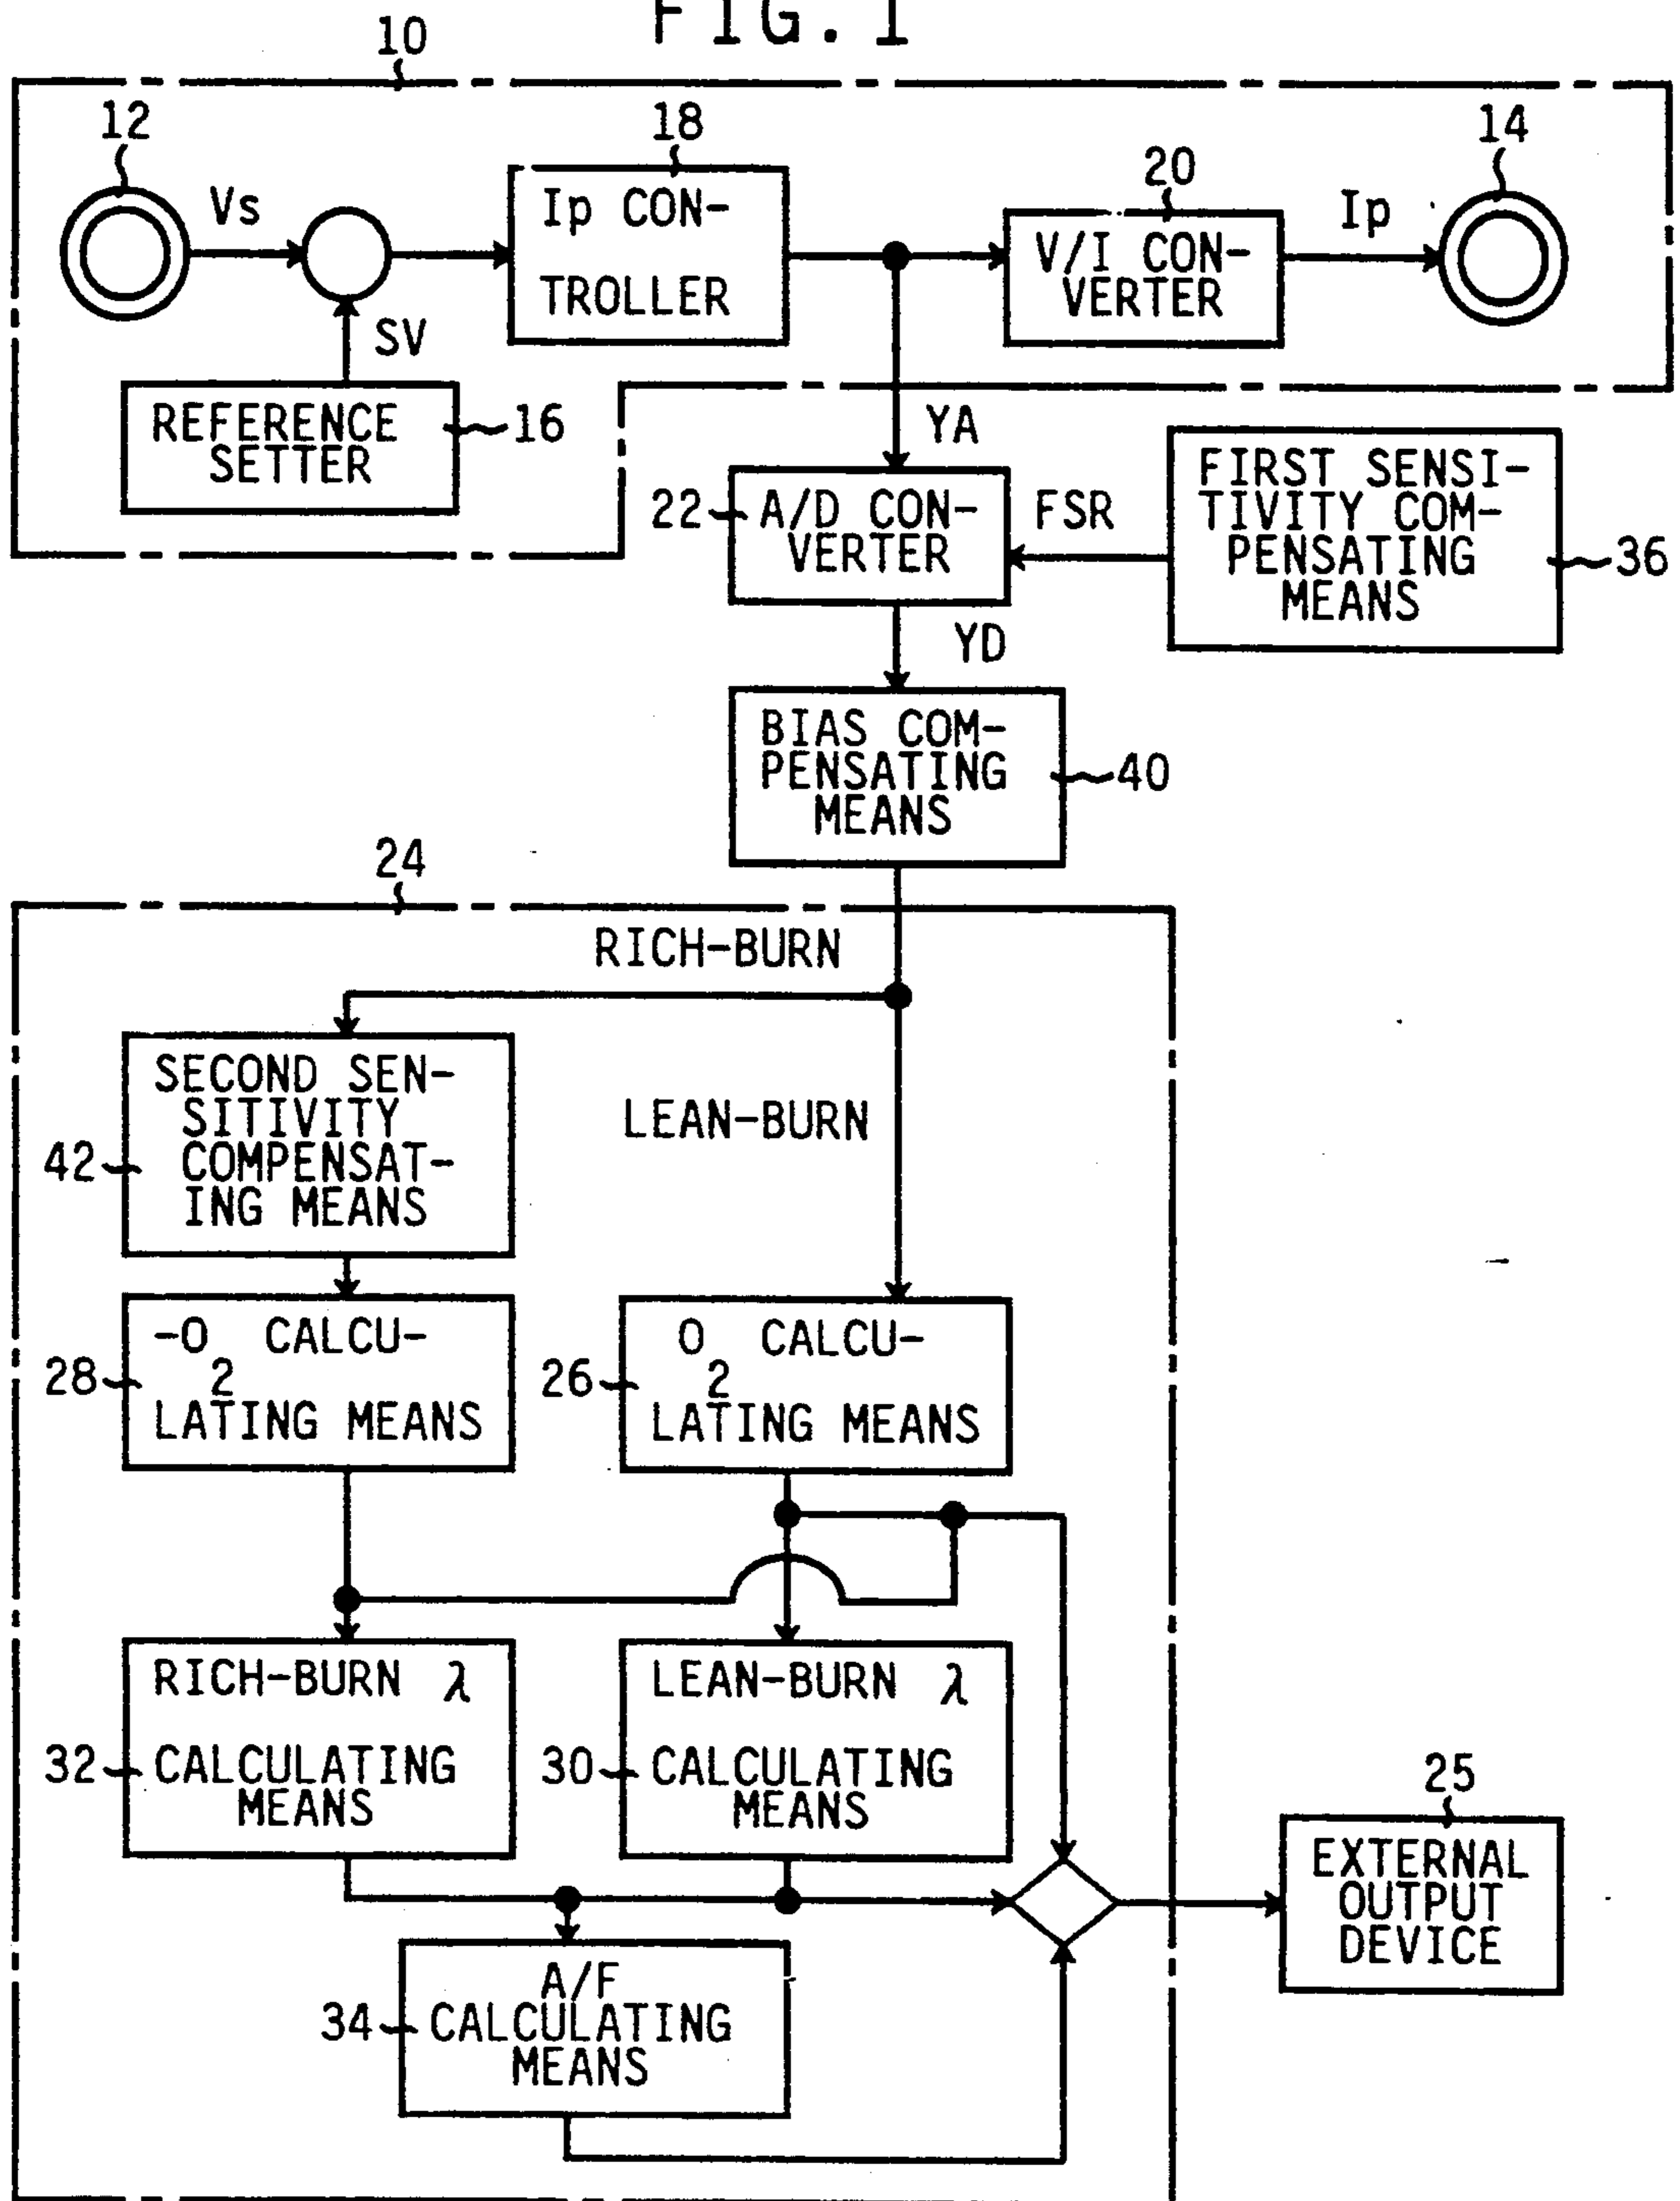 FIG.1
10
12
18
14
20
Vs
Ip CON-
TROLLER
Ip
V/I CON-
VERTER
SV
REFERENCE
SETTER
16
YA
FIRST SENSI-
TIVITY COM-
PENSATING
MEANS
36
22
A/D CON-
VERTER
FSR
YD
BIAS COM-
PENSATING
MEANS
40
24
RICH-BURN
SECOND SEN-
SITIVITY
COMPENSAT-
ING MEANS
42
LEAN-BURN
-O2 CALCU-
LATING MEANS
28
O2 CALCU-
LATING MEANS
26
RICH-BURN λ
CALCULATING
MEANS
32
LEAN-BURN λ
CALCULATING
MEANS
30
25
EXTERNAL
OUTPUT
DEVICE
A/F
CALCULATING
MEANS
34